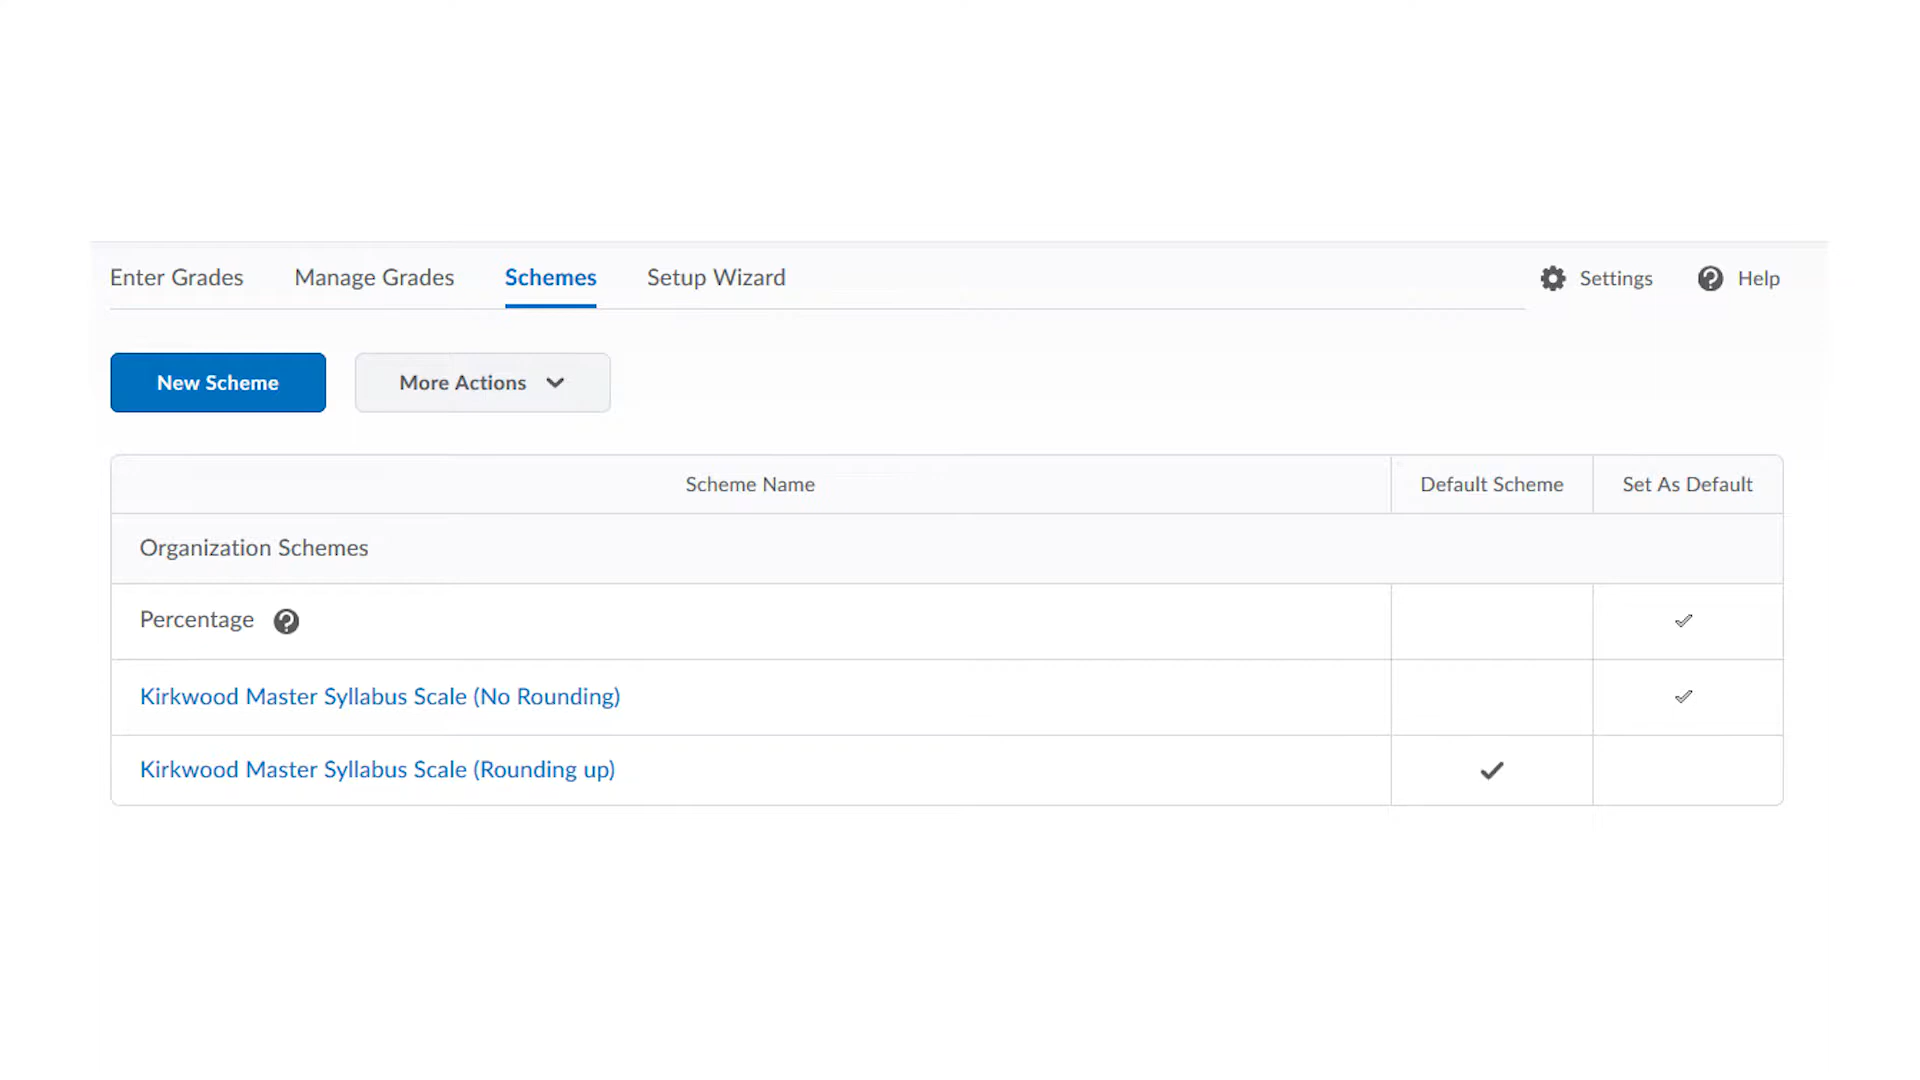 Enter Grades Manage Grades Schemes Setup Wizard Settings Help
New Scheme More Actions
Scheme Name Default Scheme Set As Default
Organization Schemes
Percentage
Kirkwood Master Syllabus Scale (No Rounding)
Kirkwood Master Syllabus Scale (Rounding up)